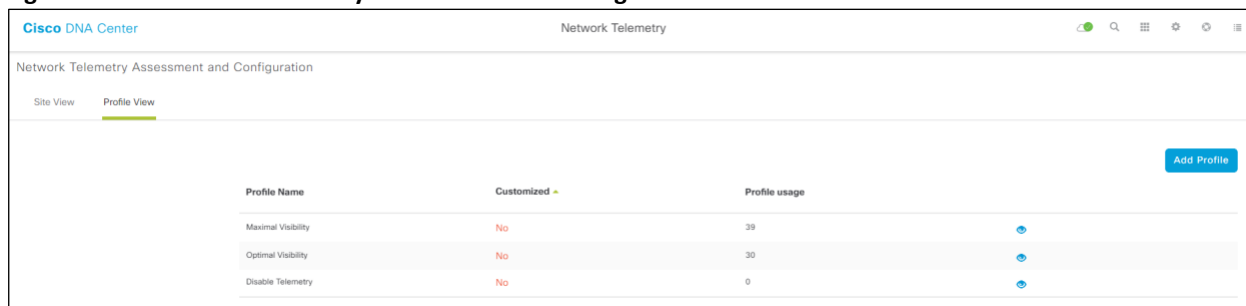 Cisco DNA Center Network Telemetry
Network Telemetry Assessment and Configuration
Site View Profile View
Add Profile
Profile Name Customized Profile usage
Maximal Visibility No 39
Optimal Visibility No 30
Disable Telemetry No 0